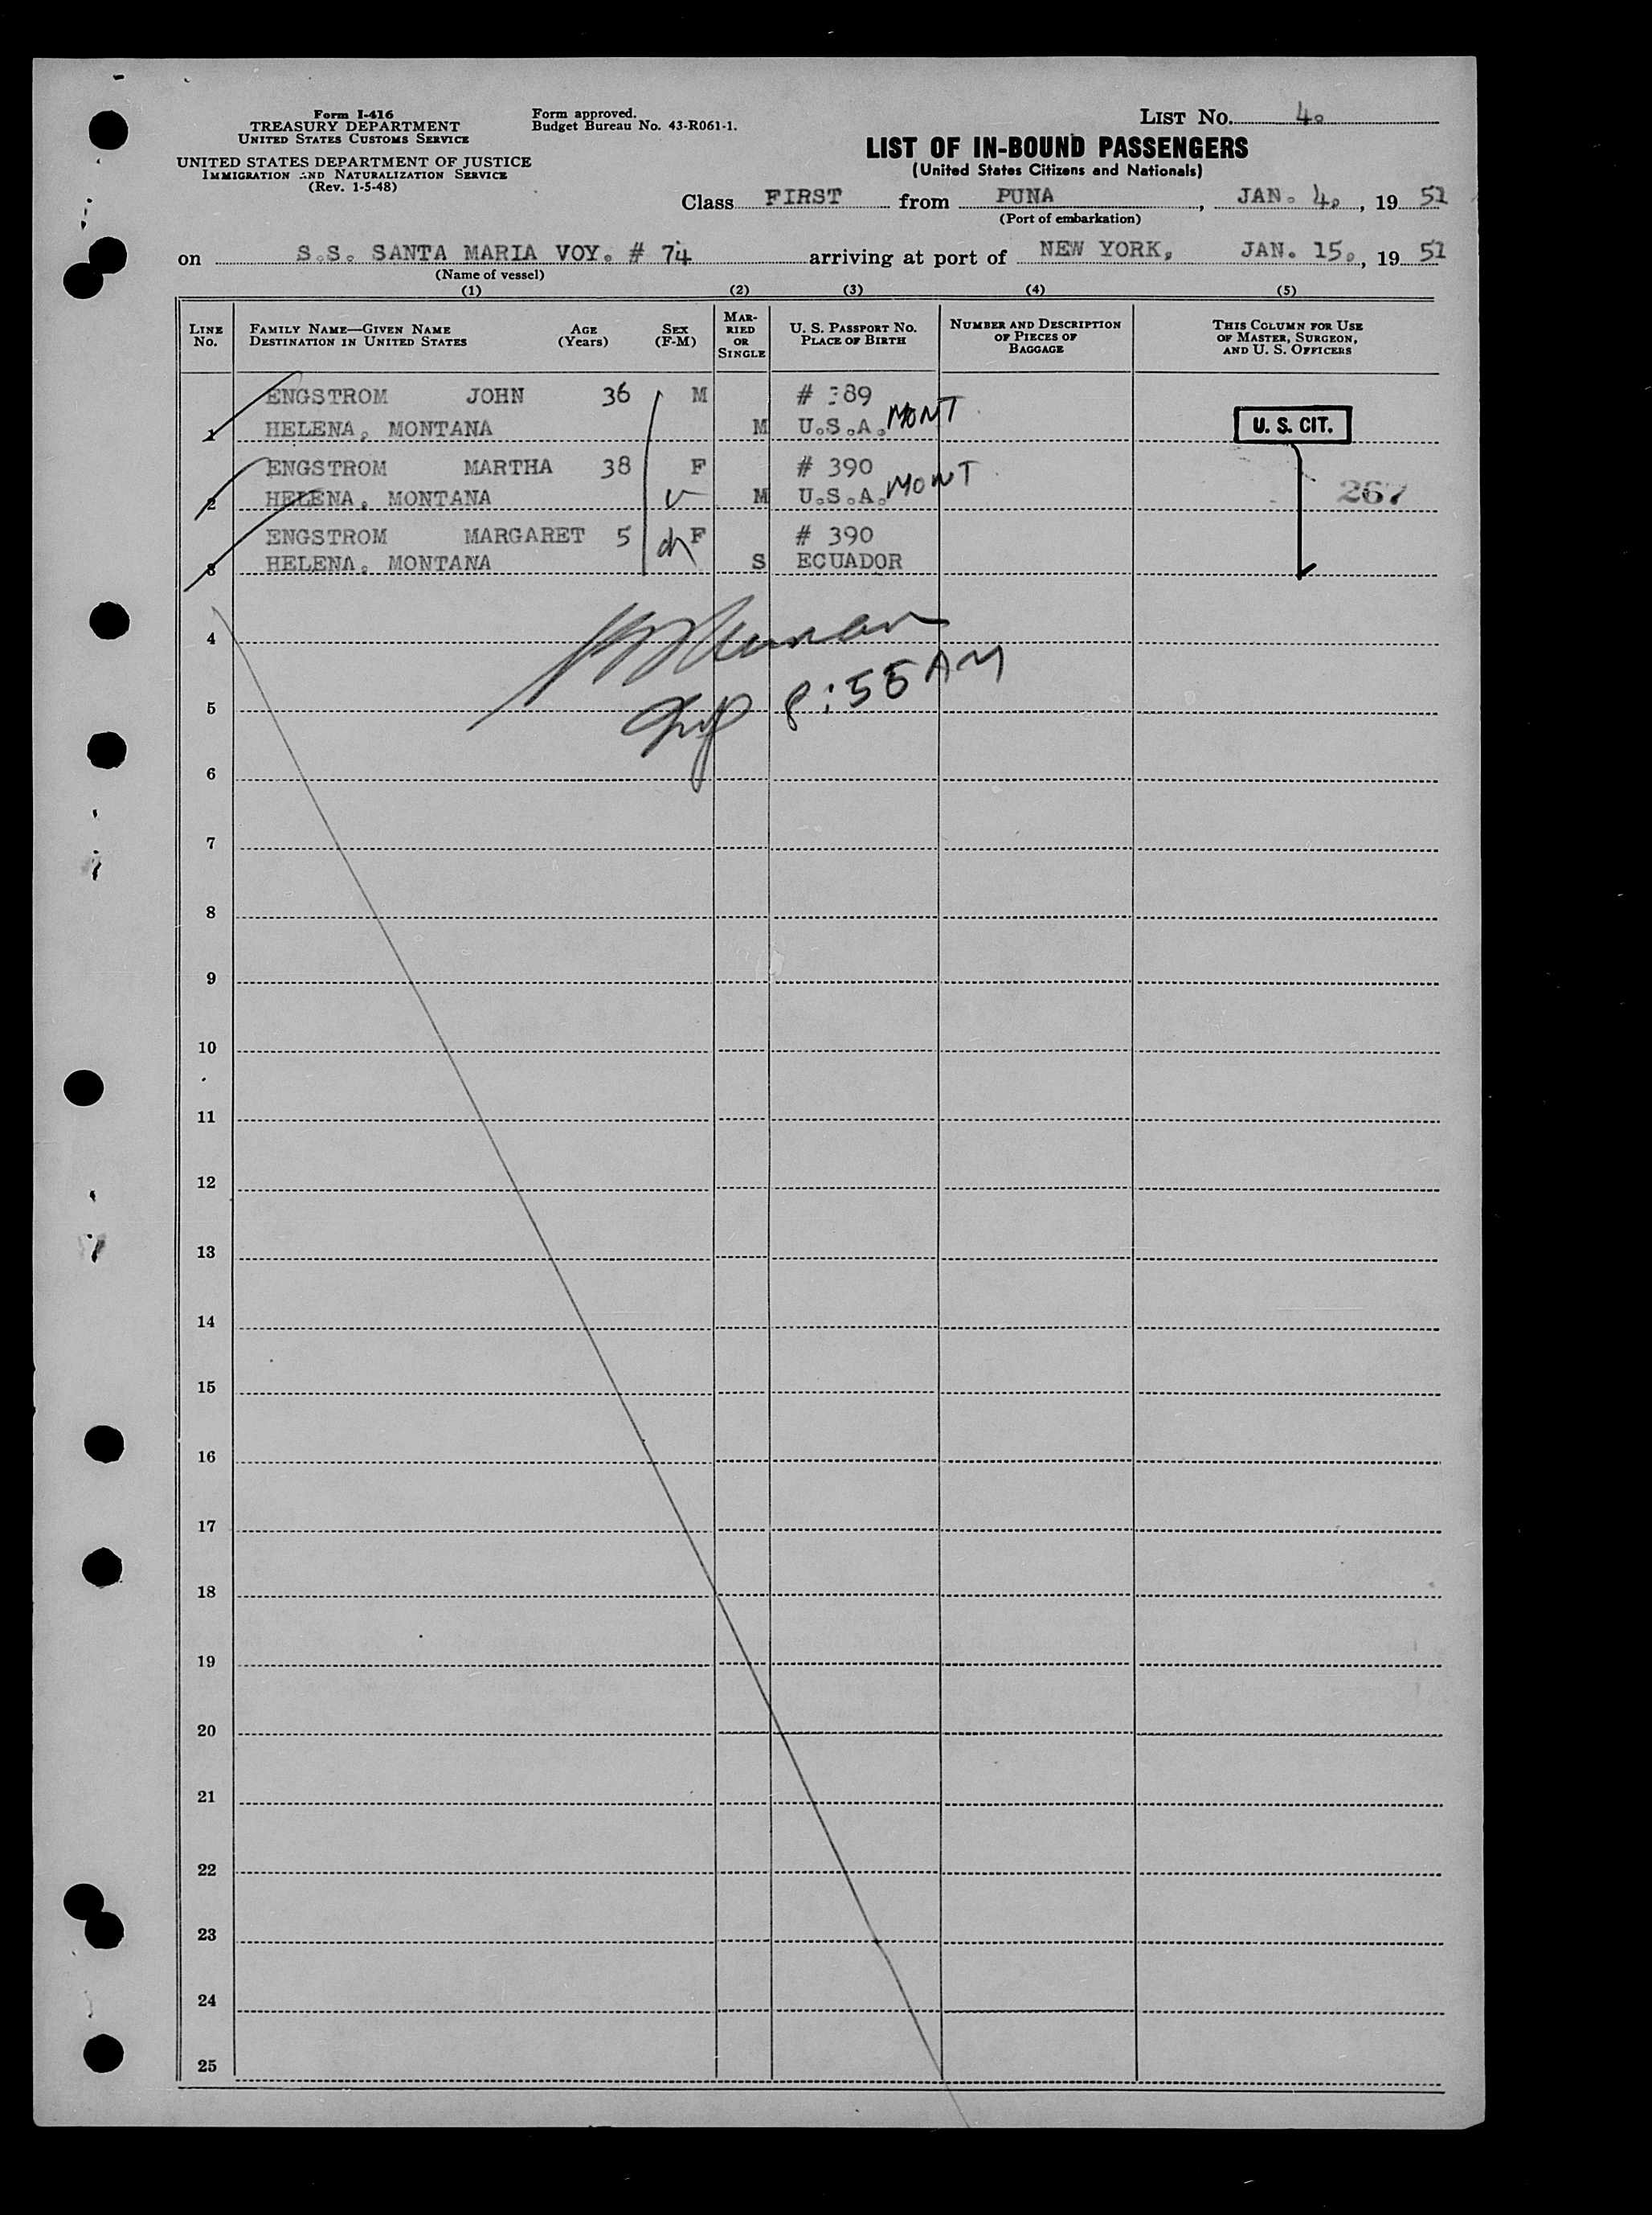 Form I-416
TREASURY DEPARTMENT
UNITED STATES CUSTOMS SERVICE
UNITED STATES DEPARTMENT OF JUSTICE
IMMIGRATION AND NATURALIZATION SERVICE
(Rev. 1-5-48)
Form approved.
Budget Bureau No. 43-R061-1.
LIST No. 4.
LIST OF IN-BOUND PASSENGERS
(United States Citizens and Nationals)
Class FIRST from PUNA, JAN. 4., 19 51
(Port of embarkation)
on S.S. SANTA MARIA VOY. # 74 arriving at port of NEW YORK, JAN. 15., 19 51
(Name of vessel)
(1) (2) (3) (4) (5)
LINE No.
FAMILY NAME—GIVEN NAME
DESTINATION IN UNITED STATES
AGE
(Years)
SEX
(F-M)
MAR-
RIED
OR
SINGLE
U. S. PASSPORT NO.
PLACE OF BIRTH
NUMBER AND DESCRIPTION
OF PIECES OF
BAGGAGE
THIS COLUMN FOR USE
OF MASTER, SURGEON,
AND U. S. OFFICERS
ENGSTROM JOHN 36 M # 389
1 HELENA, MONTANA M U.S.A. MONT U. S. CIT.
ENGSTROM MARTHA 38 F # 390
2 HELENA, MONTANA M U.S.A. MONT 267
ENGSTROM MARGARET 5 F # 390
3 HELENA, MONTANA S ECUADOR
4
8:55 AM
5
6
7
8
9
10
11
12
13
14
15
16
17
18
19
20
21
22
23
24
25